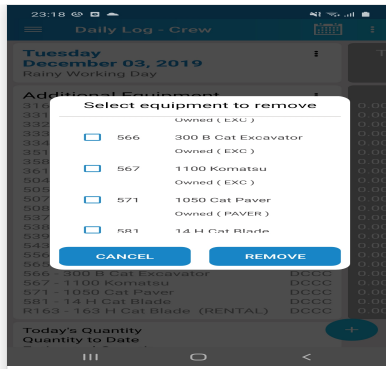 23:18
Daily Log - Crew
Tuesday
December 03, 2019
Rainy Working Day
Additional Equipment
Select equipment to remove
Owned ( EXC )
566 300 B Cat Excavator
Owned ( EXC )
567 1100 Komatsu
Owned ( EXC )
571 1050 Cat Paver
Owned ( PAVER )
581 14 H Cat Blade
CANCEL REMOVE
566 - 300 B Cat Excavator DCCC
567 - 1100 Komatsu DCCC
571 - 1050 Cat Paver DCCC
581 - 14 H Cat Blade DCCC
R163 - 163 H Cat Blade (RENTAL) DCCC
Today's Quantity
Quantity to Date